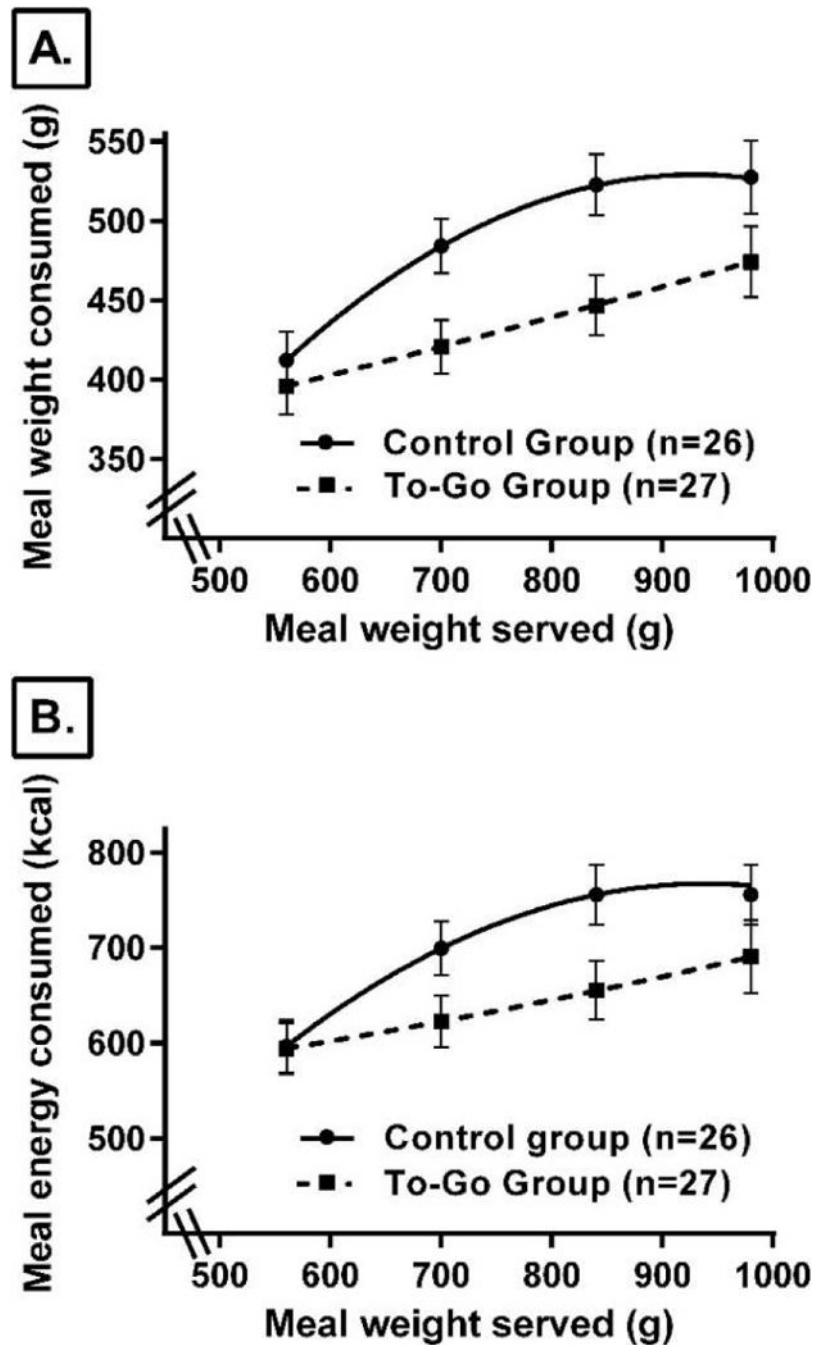 A.
Meal weight consumed (g)
550
500
450
400
350
Control Group (n=26)
To-Go Group (n=27)
500 600 700 800 900 1000
Meal weight served (g)
B.
Meal energy consumed (kcal)
800
700
600
500
Control group (n=26)
To-Go Group (n=27)
500 600 700 800 900 1000
Meal weight served (g)